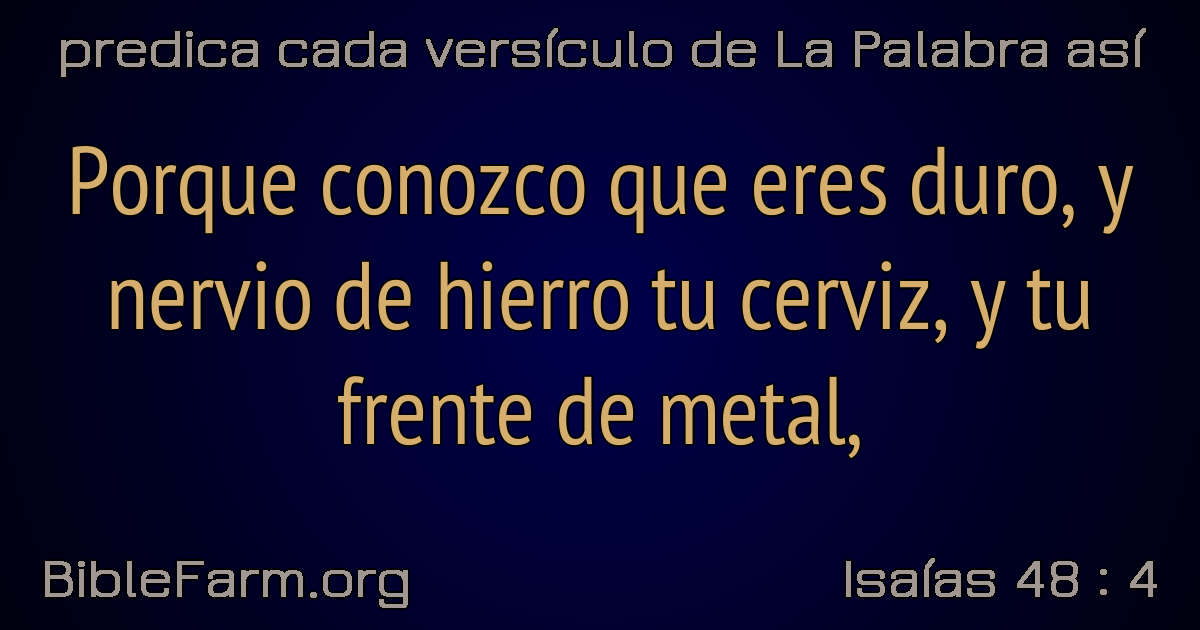 predica cada versículo de La Palabra así
Porque conozco que eres duro, y
nervio de hierro tu cerviz, y tu
frente de metal,
BibleFarm.org
Isaías 48 : 4